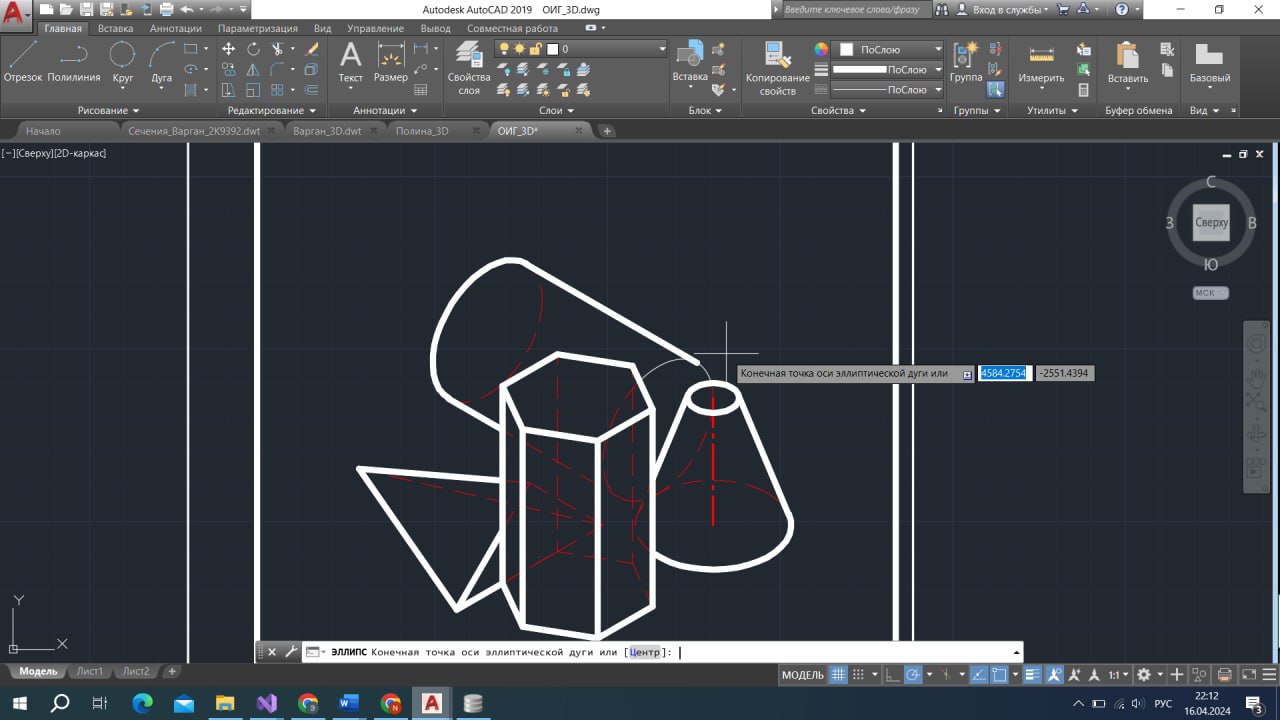 Autodesk AutoCAD 2019 ОИГ_3D.dwg
Введите ключевое слово/фразу
Вход в службы
Главная Вставка Аннотации Параметризация Вид Управление Вывод Совместная работа
0
ПоСлою
ПоСлою
ПоСлою
Отрезок Полилиния Круг Дуга
Текст Размер
Свойства слоя
Вставка
Копирование свойств
Группа
Измерить
Вставить
Базовый
Рисование Редактирование Аннотации Слои Блок Свойства Группы Утилиты Буфер обмена Вид
Начало Сечения_Варган_2К9392.dwt Варган_3D.dwt Полина_3D ОИГ_3D*
[−][Сверху][2D-каркас]
С
З Сверху В
Ю
МСК
Конечная точка оси эллиптической дуги или 4584.2754 -2551.4394
Y
X
ЭЛЛИПС Конечная точка оси эллиптической дуги или [Центр]:
Модель Лист1 Лист2 +
МОДЕЛЬ 1:1
РУС
22:12
16.04.2024
3